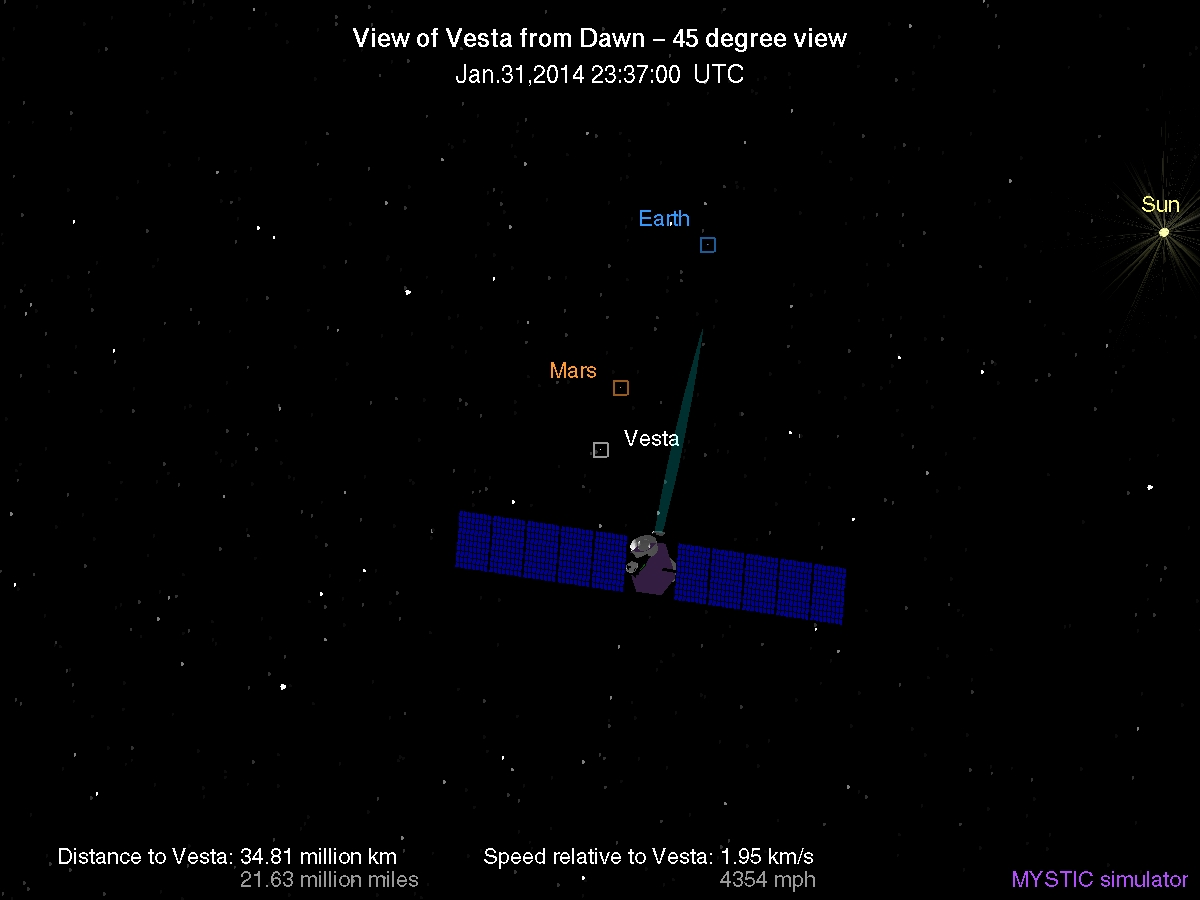 View of Vesta from Dawn – 45 degree view
Jan.31,2014 23:37:00 UTC
Sun
Earth
Mars
Vesta
Distance to Vesta: 34.81 million km
21.63 million miles
Speed relative to Vesta: 1.95 km/s
4354 mph
MYSTIC simulator